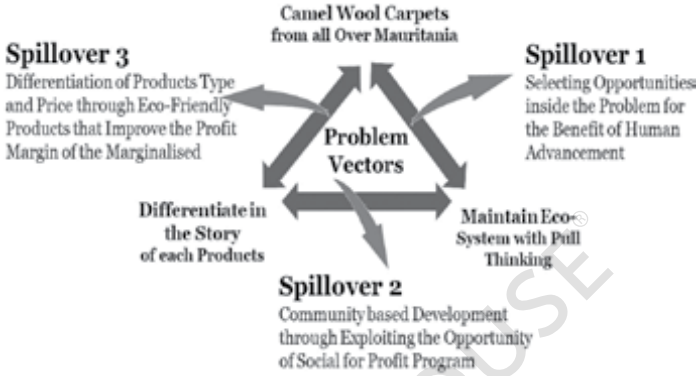 Camel Wool Carpets
from all Over Mauritania
Spillover 3
Differentiation of Products Type
and Price through Eco-Friendly
Products that Improve the Profit
Margin of the Marginalised
Spillover 1
Selecting Opportunities
inside the Problem for
the Benefit of Human
Advancement
Problem
Vectors
Differentiate in
the Story
of each Products
Maintain Eco-
System with Pull
Thinking
Spillover 2
Community based Development
through Exploiting the Opportunity
of Social for Profit Program